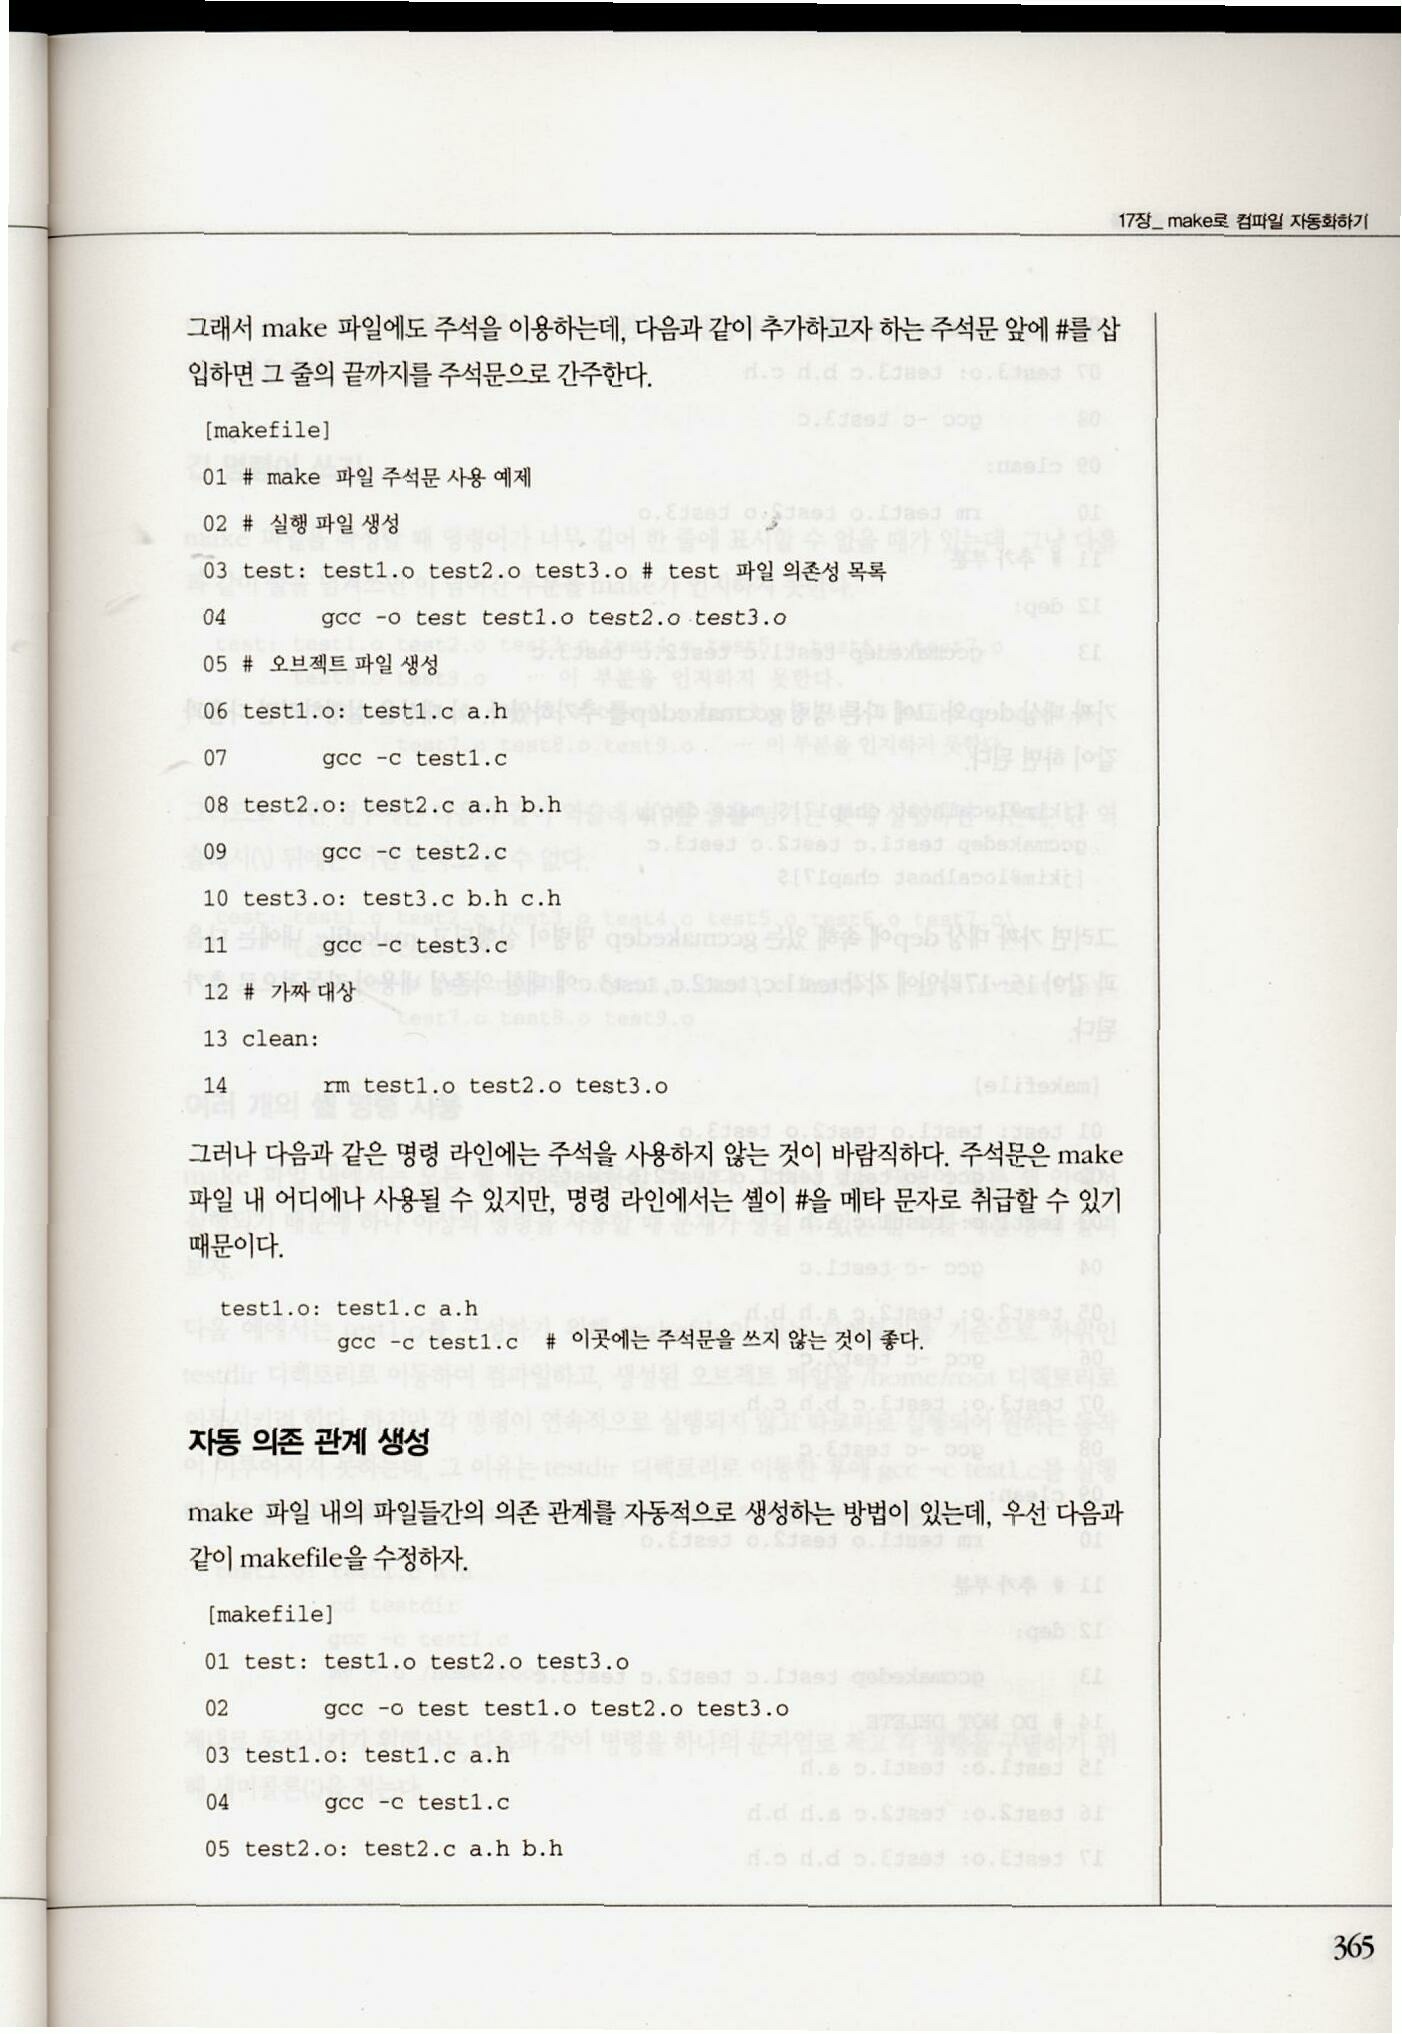 17장_ make로 컴파일 자동화하기
그래서 make 파일에도 주석을 이용하는데, 다음과 같이 추가하고자 하는 주석문 앞에 #를 삽
입하면 그 줄의 끝까지를 주석문으로 간주한다.
[makefile]
01 # make 파일 주석문 사용 예제
02 # 실행 파일 생성
03 test: test1.o test2.o test3.o # test 파일 의존성 목록
04 gcc -o test test1.o test2.o test3.o
05 # 오브젝트 파일 생성
06 test1.o: test1.c a.h
07 gcc -c test1.c
08 test2.o: test2.c a.h b.h
09 gcc -c test2.c
10 test3.o: test3.c b.h c.h
11 gcc -c test3.c
12 # 가짜 대상
13 clean:
14 rm test1.o test2.o test3.o
그러나 다음과 같은 명령 라인에는 주석을 사용하지 않는 것이 바람직하다. 주석문은 make
파일 내 어디에나 사용될 수 있지만, 명령 라인에서는 셸이 #을 메타 문자로 취급할 수 있기
때문이다.
test1.o: test1.c a.h
gcc -c test1.c # 이곳에는 주석문을 쓰지 않는 것이 좋다.
자동 의존 관계 생성
make 파일 내의 파일들간의 의존 관계를 자동적으로 생성하는 방법이 있는데, 우선 다음과
같이 makefile을 수정하자.
[makefile]
01 test: test1.o test2.o test3.o
02 gcc -o test test1.o test2.o test3.o
03 test1.o: test1.c a.h
04 gcc -c test1.c
05 test2.o: test2.c a.h b.h
365